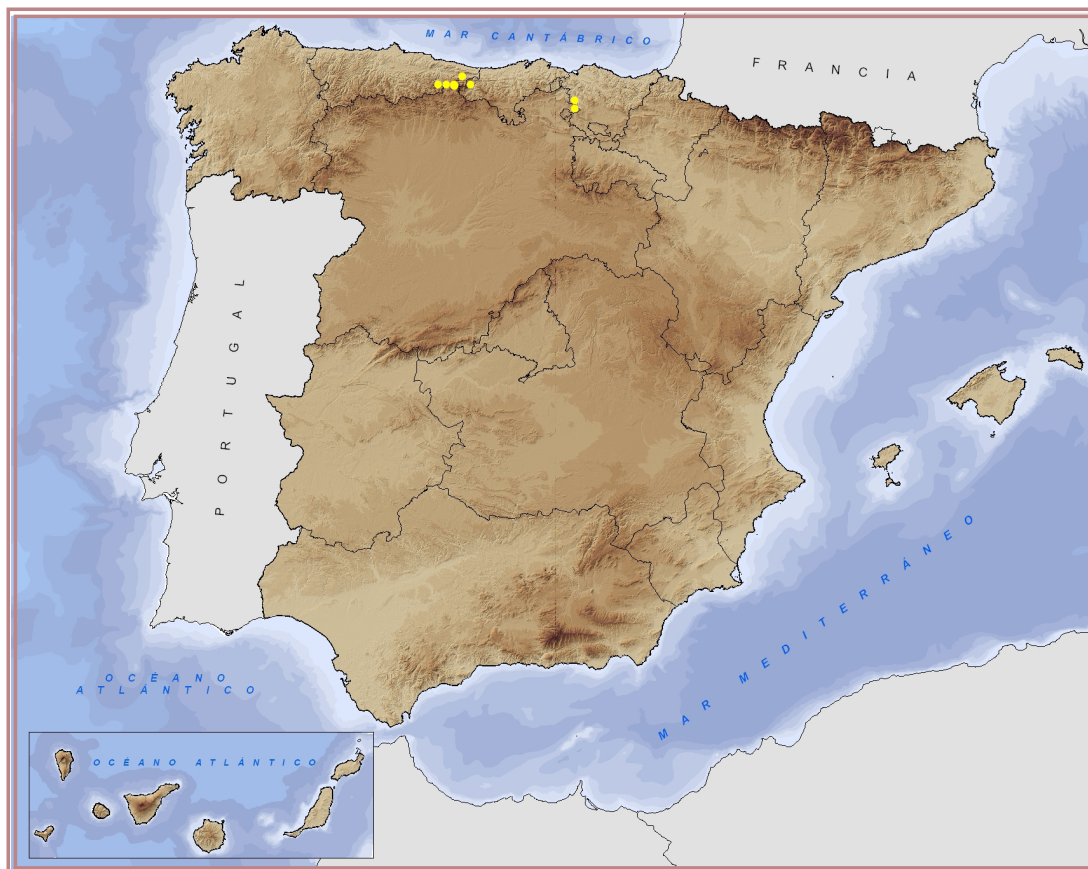 MAR CANTÁBRICO
FRANCIA
PORTUGAL
MAR MEDITERRÁNEO
OCÉANO
ATLÁNTICO
OCÉANO ATLÁNTICO